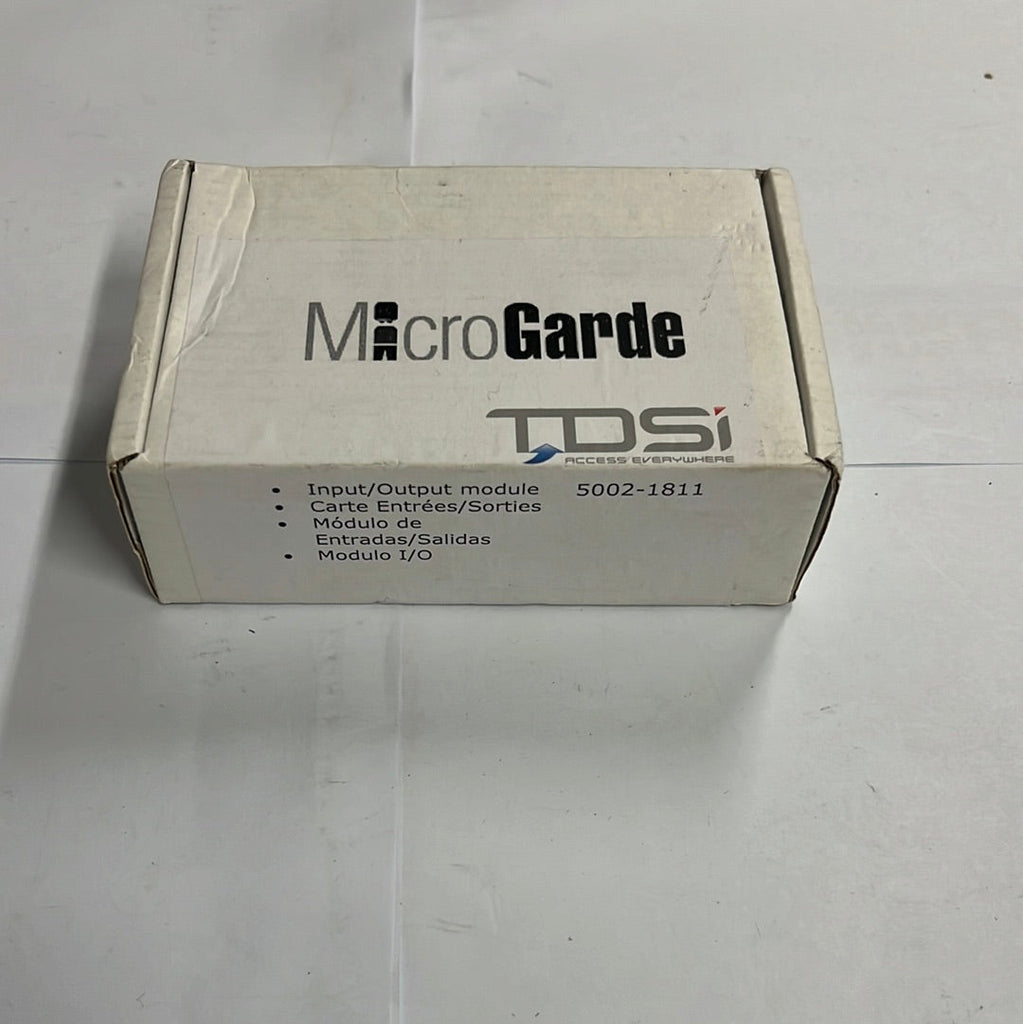 MicroGarde
TDSi
ACCESS EVERYWHERE
• Input/Output module 5002-1811
• Carte Entrées/Sorties
• Módulo de
Entradas/Salidas
• Modulo I/O